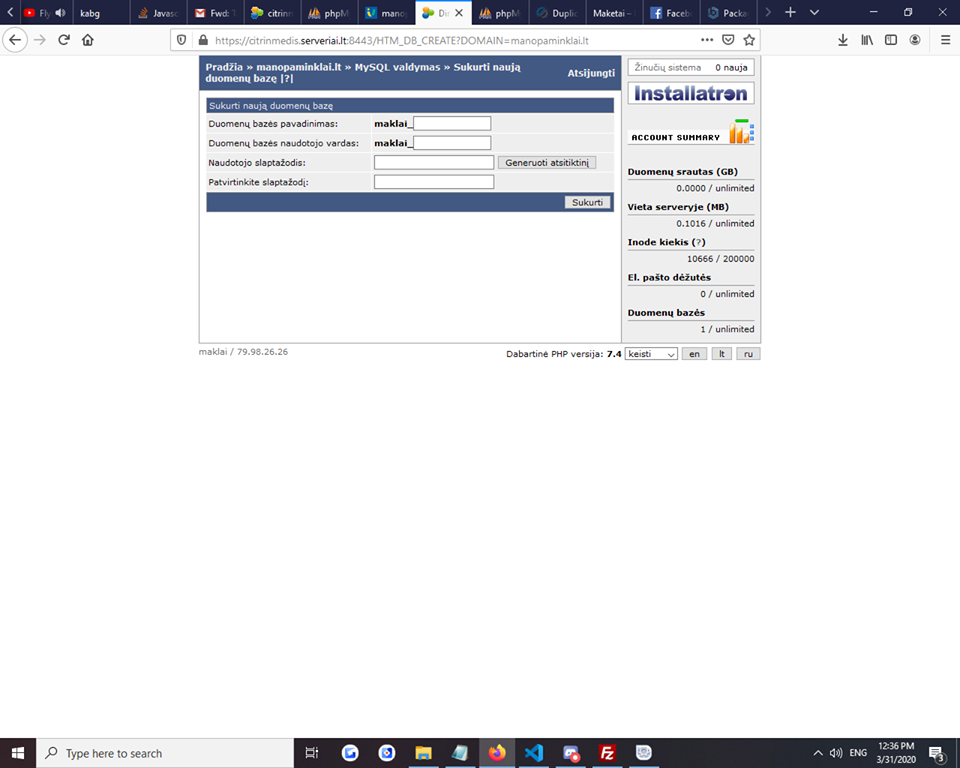 Fly
kabg
Javasc
Fwd: T
citrinm
phpM
mano
Di
phpM
Duplic
Maketai –
Faceb
Packa
https://citrinmedis.serveriai.lt:8443/HTM_DB_CREATE?DOMAIN=manopaminklai.lt
Pradžia » manopaminklai.lt » MySQL valdymas » Sukurti naują
duomenų bazę [?]
Atsijungti
Sukurti naują duomenų bazę
Duomenų bazės pavadinimas: maklai_
Duomenų bazės naudotojo vardas: maklai_
Naudotojo slaptažodis: Generuoti atsitiktinį
Patvirtinkite slaptažodį:
Sukurti
Žinučių sistema 0 nauja
Installatron
ACCOUNT SUMMARY
Duomenų srautas (GB)
0.0000 / unlimited
Vieta serveryje (MB)
0.1016 / unlimited
Inode kiekis (?)
10666 / 200000
El. pašto dėžutės
0 / unlimited
Duomenų bazės
1 / unlimited
maklai / 79.98.26.26
Dabartinė PHP versija: 7.4 keisti en lt ru
Type here to search
ENG
12:36 PM
3/31/2020
3